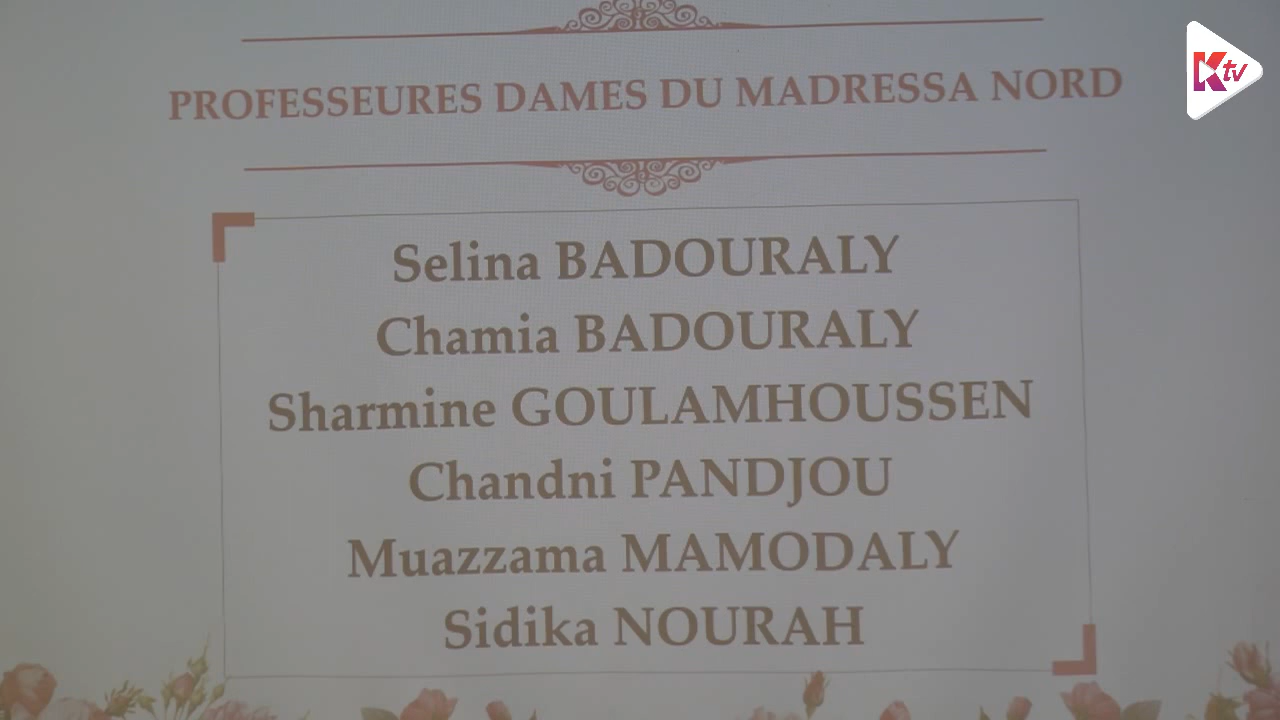 Ktv
PROFESSEURES DAMES DU MADRESSA NORD
Selina BADOURALY
Chamia BADOURALY
Sharmine GOULAMHOUSSEN
Chandni PANDJOU
Muazzama MAMODALY
Sidika NOURAH